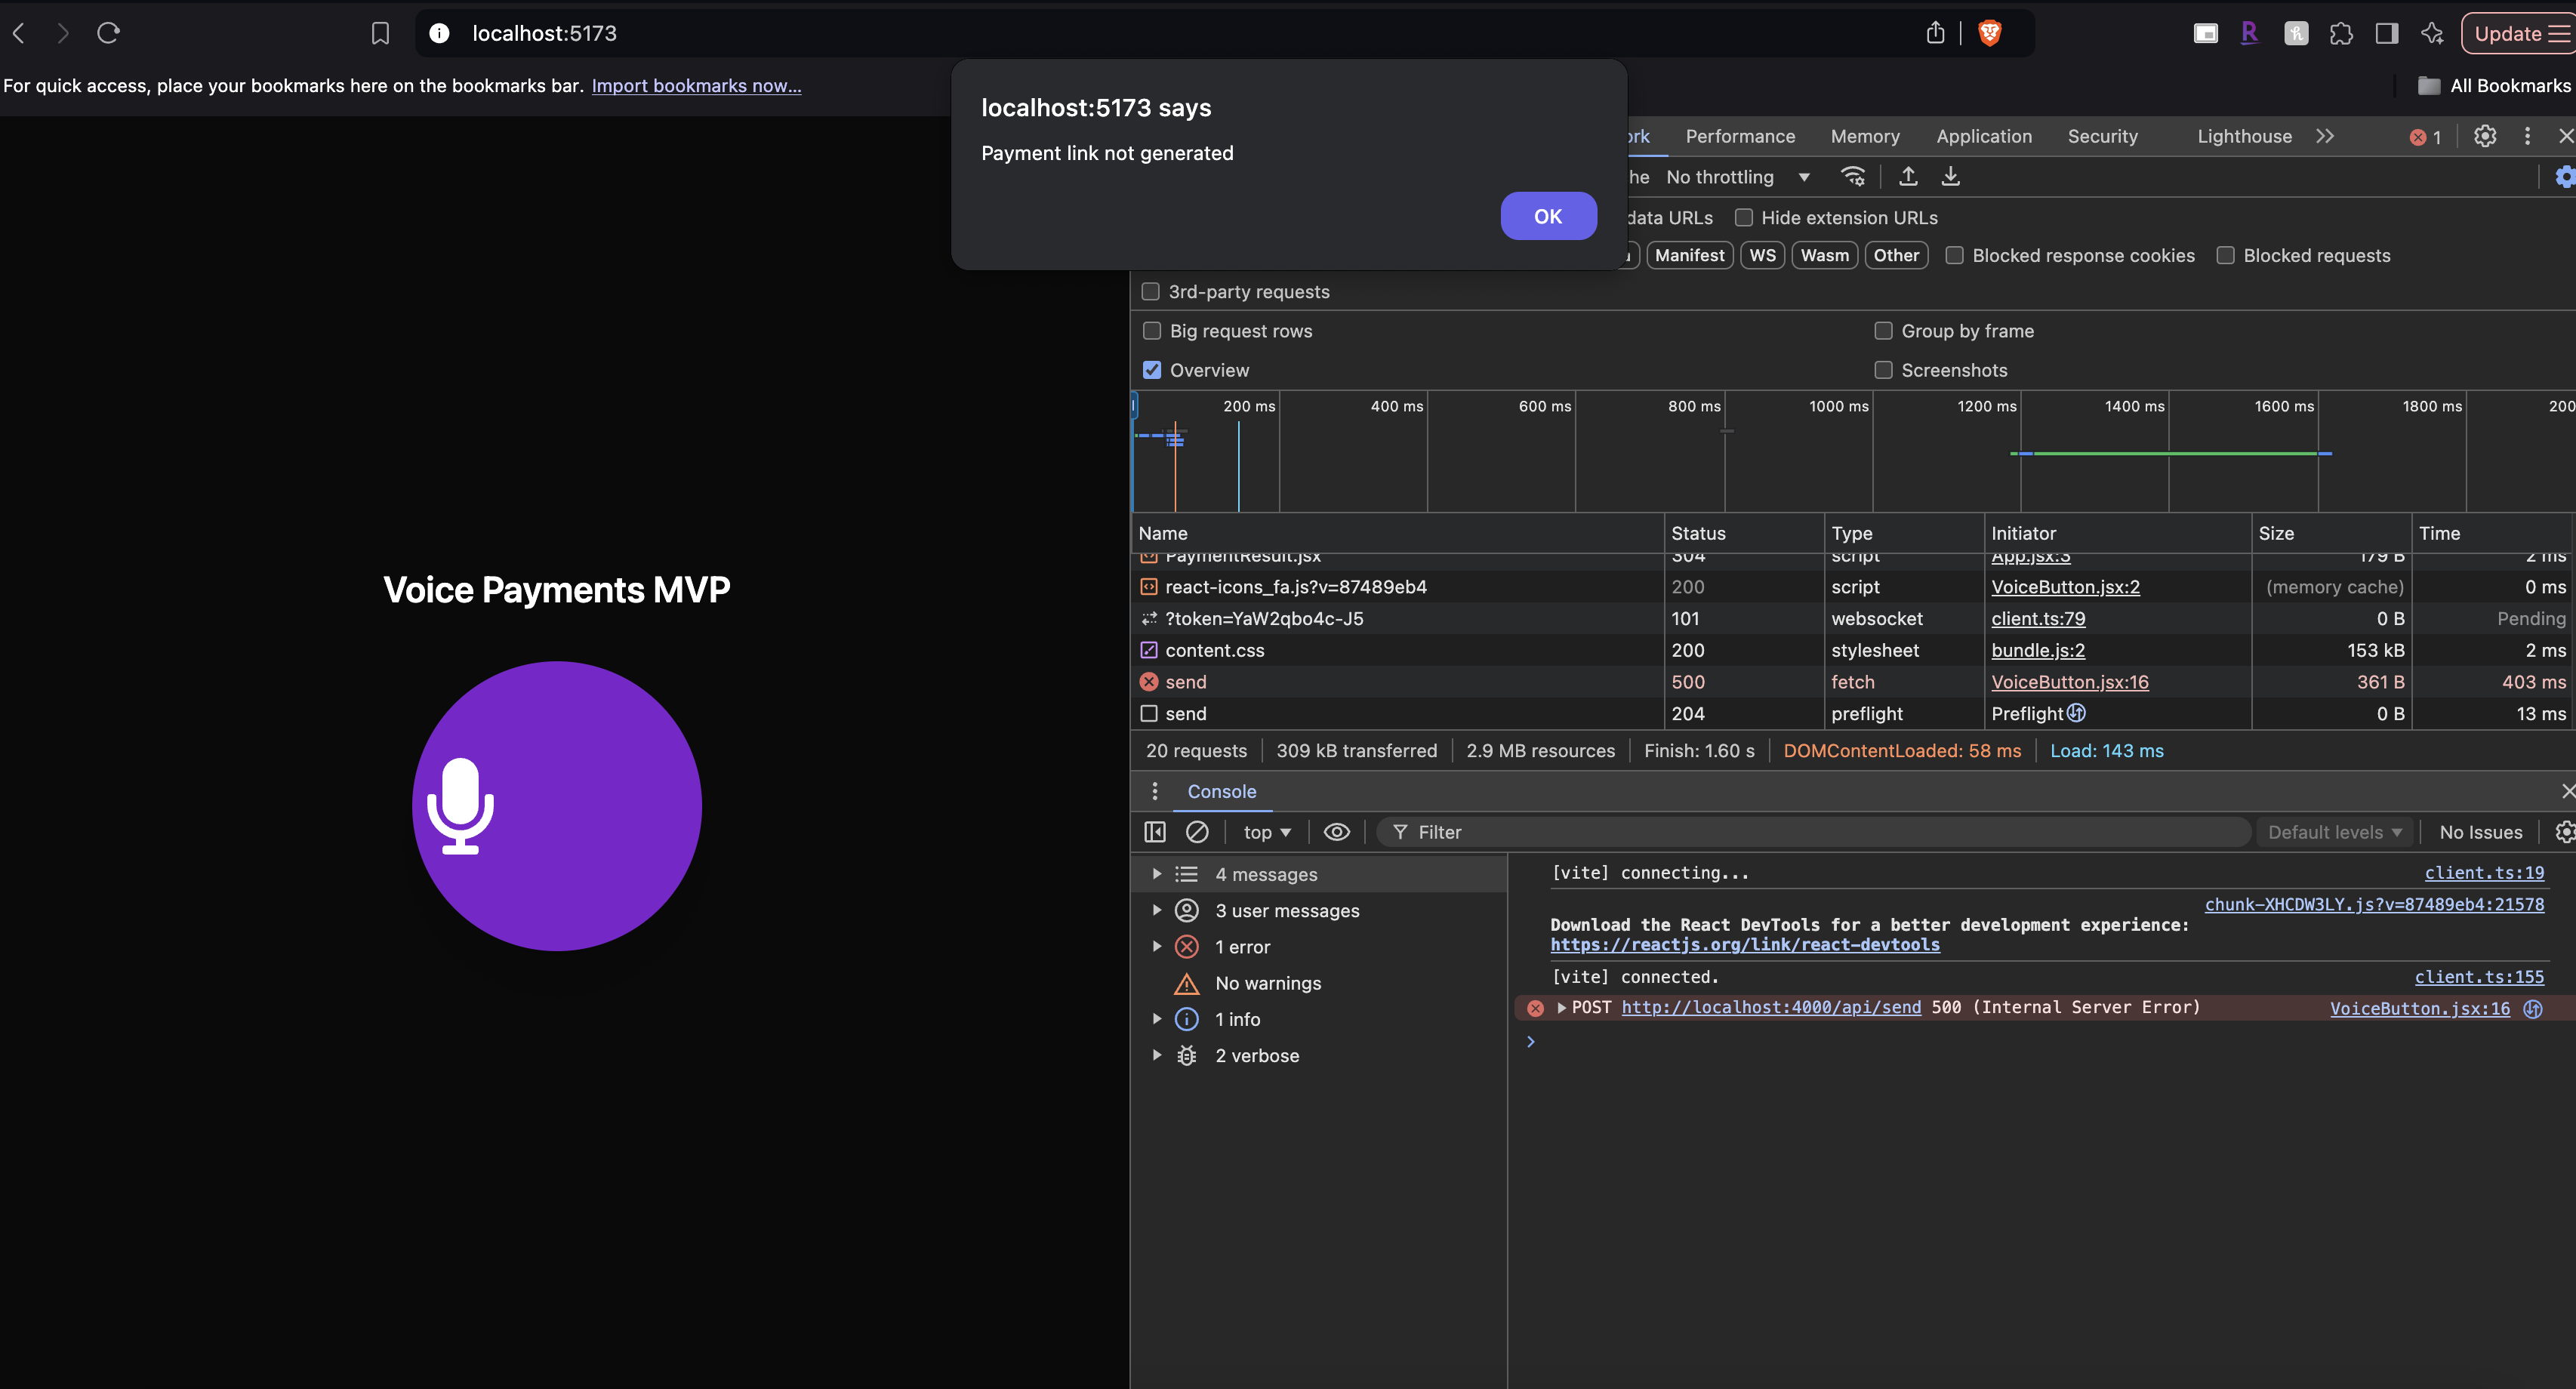 localhost:5173
Update
For quick access, place your bookmarks here on the bookmarks bar. Import bookmarks now...
All Bookmarks
localhost:5173 says
Payment link not generated
OK
Performance Memory Application Security Lighthouse 1
No throttling
data URLs Hide extension URLs
Manifest WS Wasm Other Blocked response cookies Blocked requests
3rd-party requests
Big request rows Group by frame
Overview Screenshots
200 ms 400 ms 600 ms 800 ms 1000 ms 1200 ms 1400 ms 1600 ms 1800 ms 200
Name Status Type Initiator Size Time
PaymentResult.jsx 304 script App.jsx:3 179 B 2 ms
react-icons_fa.js?v=87489eb4 200 script VoiceButton.jsx:2 (memory cache) 0 ms
?token=YaW2qbo4c-J5 101 websocket client.ts:79 0 B Pending
content.css 200 stylesheet bundle.js:2 153 kB 2 ms
send 500 fetch VoiceButton.jsx:16 361 B 403 ms
send 204 preflight Preflight 0 B 13 ms
20 requests 309 kB transferred 2.9 MB resources Finish: 1.60 s DOMContentLoaded: 58 ms Load: 143 ms
Voice Payments MVP
Console
top Filter Default levels No Issues
4 messages
3 user messages
1 error
No warnings
1 info
2 verbose
[vite] connecting... client.ts:19
chunk-XHCDW3LY.js?v=87489eb4:21578
Download the React DevTools for a better development experience:
https://reactjs.org/link/react-devtools
[vite] connected. client.ts:155
POST http://localhost:4000/api/send 500 (Internal Server Error) VoiceButton.jsx:16